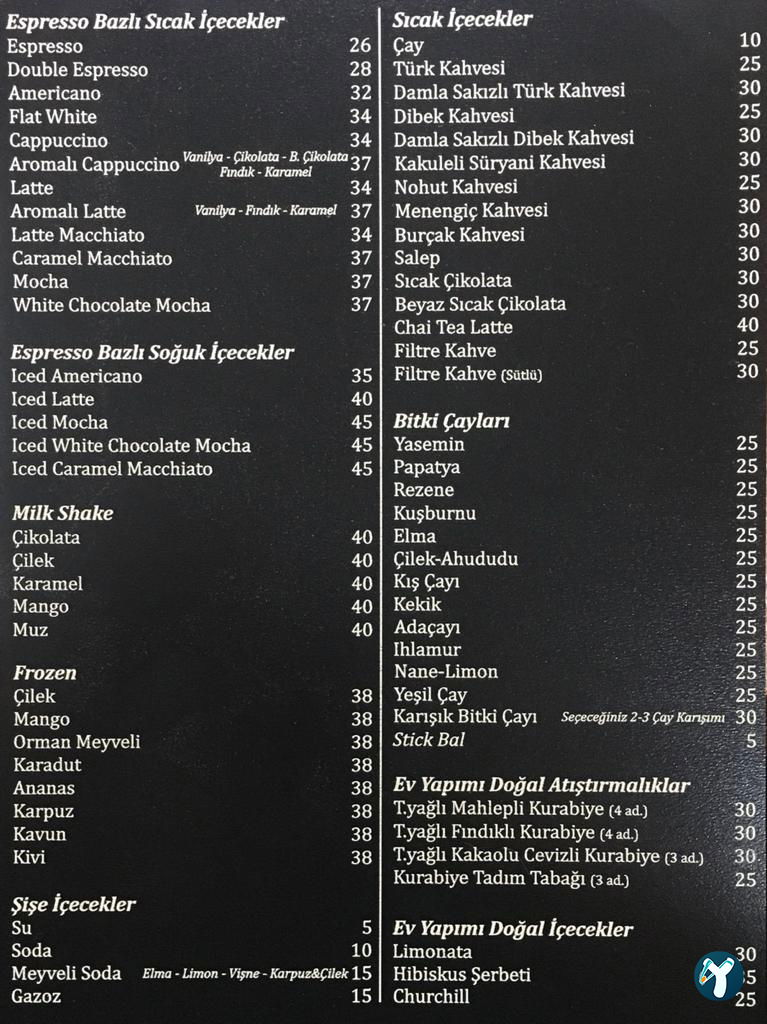 Espresso Bazlı Sıcak İçecekler
Espresso 26
Double Espresso 28
Americano 32
Flat White 34
Cappuccino 34
Aromalı Cappuccino Vanilya - Çikolata - B. Çikolata Fındık - Karamel 37
Latte 34
Aromalı Latte Vanilya - Fındık - Karamel 37
Latte Macchiato 34
Caramel Macchiato 37
Mocha 37
White Chocolate Mocha 37
Espresso Bazlı Soğuk İçecekler
Iced Americano 35
Iced Latte 40
Iced Mocha 45
Iced White Chocolate Mocha 45
Iced Caramel Macchiato 45
Milk Shake
Çikolata 40
Çilek 40
Karamel 40
Mango 40
Muz 40
Frozen
Çilek 38
Mango 38
Orman Meyveli 38
Karadut 38
Ananas 38
Karpuz 38
Kavun 38
Kivi 38
Şişe İçecekler
Su 5
Soda 10
Meyveli Soda Elma - Limon - Vişne - Karpuz&Çilek 15
Gazoz 15
Sıcak İçecekler
Çay 10
Türk Kahvesi 25
Damla Sakızlı Türk Kahvesi 30
Dibek Kahvesi 25
Damla Sakızlı Dibek Kahvesi 30
Kakuleli Süryani Kahvesi 30
Nohut Kahvesi 25
Menengiç Kahvesi 30
Burçak Kahvesi 30
Salep 30
Sıcak Çikolata 30
Beyaz Sıcak Çikolata 30
Chai Tea Latte 40
Filtre Kahve 25
Filtre Kahve (Sütlü) 30
Bitki Çayları
Yasemin 25
Papatya 25
Rezene 25
Kuşburnu 25
Elma 25
Çilek-Ahududu 25
Kış Çayı 25
Kekik 25
Adaçayı 25
Ihlamur 25
Nane-Limon 25
Yeşil Çay 25
Karışık Bitki Çayı Seçeceğiniz 2-3 Çay Karışımı 30
Stick Bal 5
Ev Yapımı Doğal Atıştırmalıklar
T.yağlı Mahlepli Kurabiye (4 ad.) 30
T.yağlı Fındıklı Kurabiye (4 ad.) 30
T.yağlı Kakaolu Cevizli Kurabiye (3 ad.) 30
Kurabiye Tadım Tabağı (3 ad.) 25
Ev Yapımı Doğal İçecekler
Limonata 30
Hibiskus Şerbeti
Churchill 25